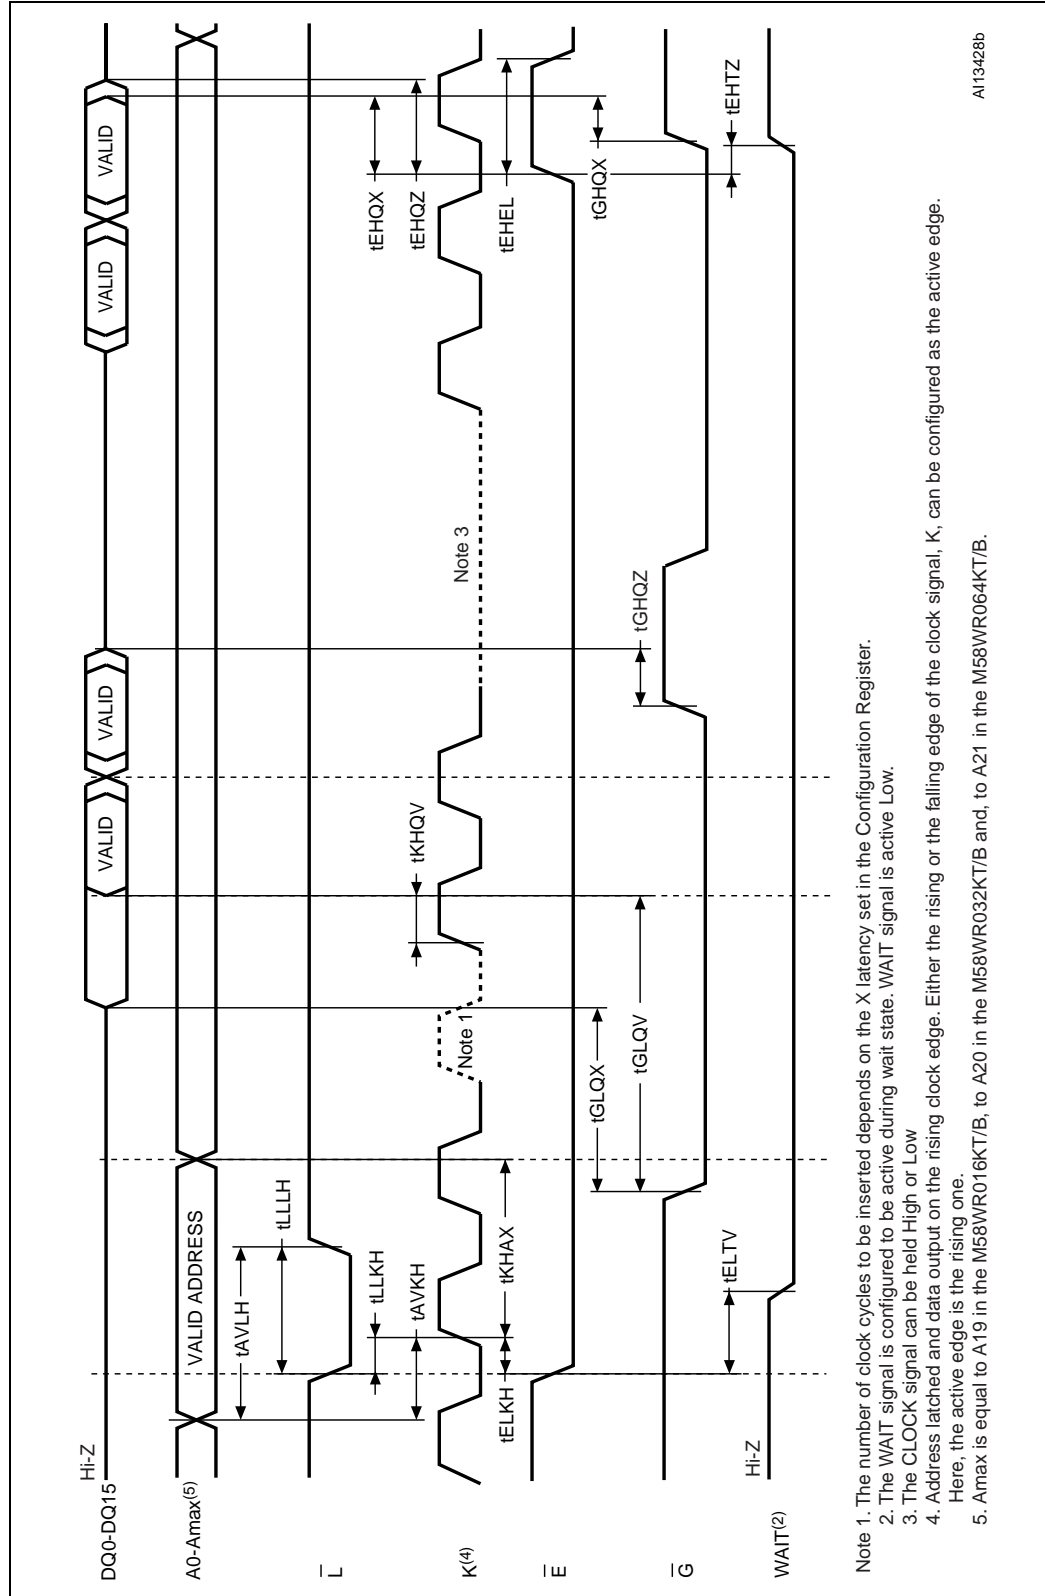 Hi-Z
DQ0-DQ15
VALID
VALID
VALID
VALID
A0-Amax(5)
VALID ADDRESS
tAVLH
tLLLH
L
tLLKH
tAVKH
tKHQV
tEHQX
tEHQZ
K(4)
Note 1
Note 3
tELKH
tKHAX
tEHEL
E
tGLQX
tGHQX
tGLQV
tGHQZ
G
tELTV
tEHTZ
Hi-Z
WAIT(2)
Note 1. The number of clock cycles to be inserted depends on the X latency set in the Configuration Register.
2. The WAIT signal is configured to be active during wait state. WAIT signal is active Low.
3. The CLOCK signal can be held High or Low
4. Address latched and data output on the rising clock edge. Either the rising or the falling edge of the clock signal, K, can be configured as the active edge.
Here, the active edge is the rising one.
5. Amax is equal to A19 in the M58WR016KT/B, to A20 in the M58WR032KT/B and, to A21 in the M58WR064KT/B.
AI13428b